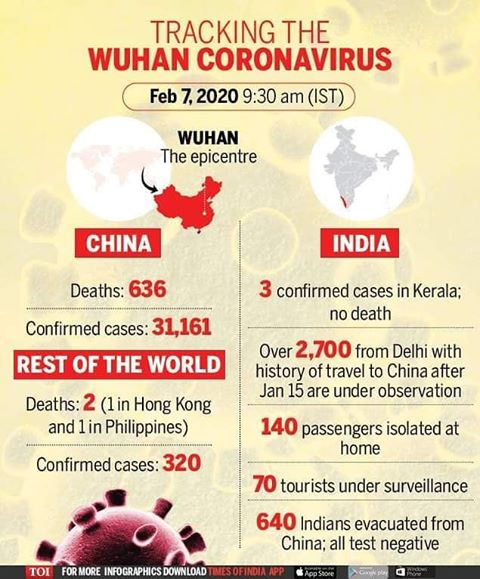 TRACKING THE
WUHAN CORONAVIRUS
Feb 7, 2020 9:30 am (IST)
WUHAN
The epicentre
CHINA
Deaths: 636
Confirmed cases: 31,161
REST OF THE WORLD
Deaths: 2 (1 in Hong Kong
and 1 in Philippines)
Confirmed cases: 320
INDIA
3 confirmed cases in Kerala;
no death
Over 2,700 from Delhi with
history of travel to China after
Jan 15 are under observation
140 passengers isolated at
home
70 tourists under surveillance
640 Indians evacuated from
China; all test negative
TOI FOR MORE INFOGRAPHICS DOWNLOAD TIMES OF INDIA APP
App Store
Google play
Windows
Phone